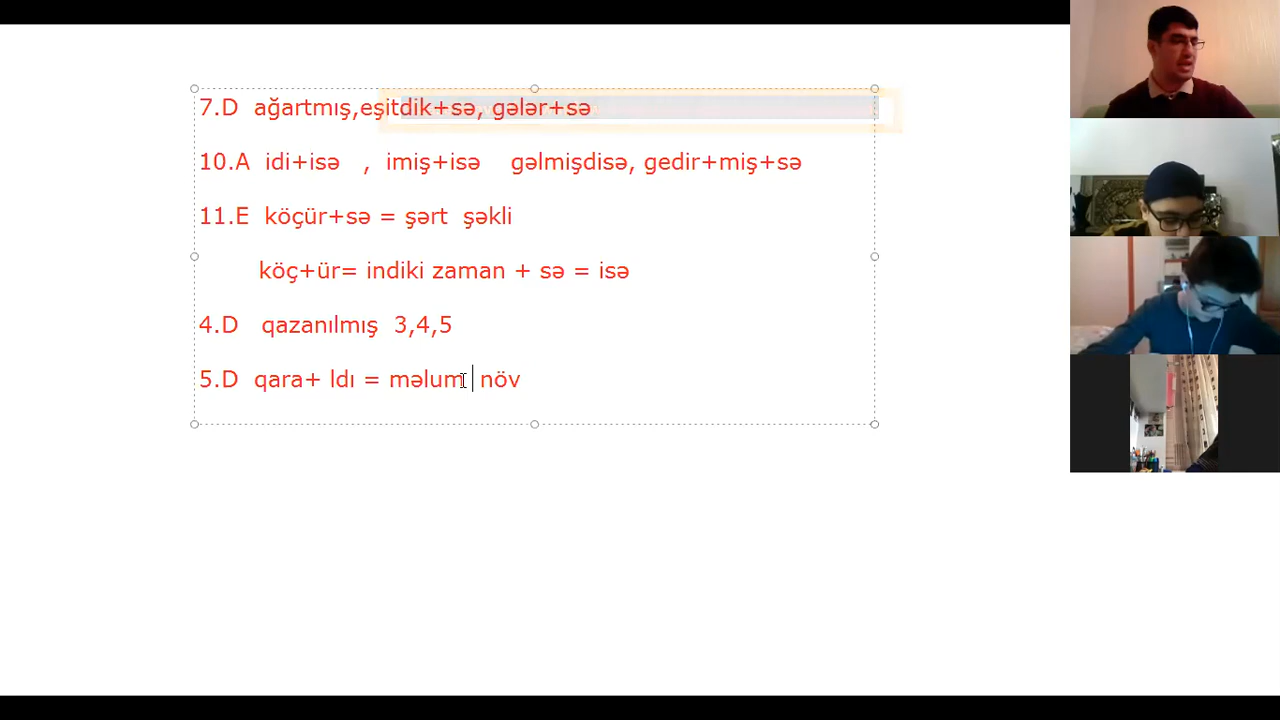 7.D ağartmış,eşitdik+sə, gələr+sə
10.A idi+isə , imiş+isə gəlmişdisə, gedir+miş+sə
11.E köçür+sə = şərt şəkli
köç+ür= indiki zaman + sə = isə
4.D qazanılmış 3,4,5
5.D qara+ ldı = məlum növ